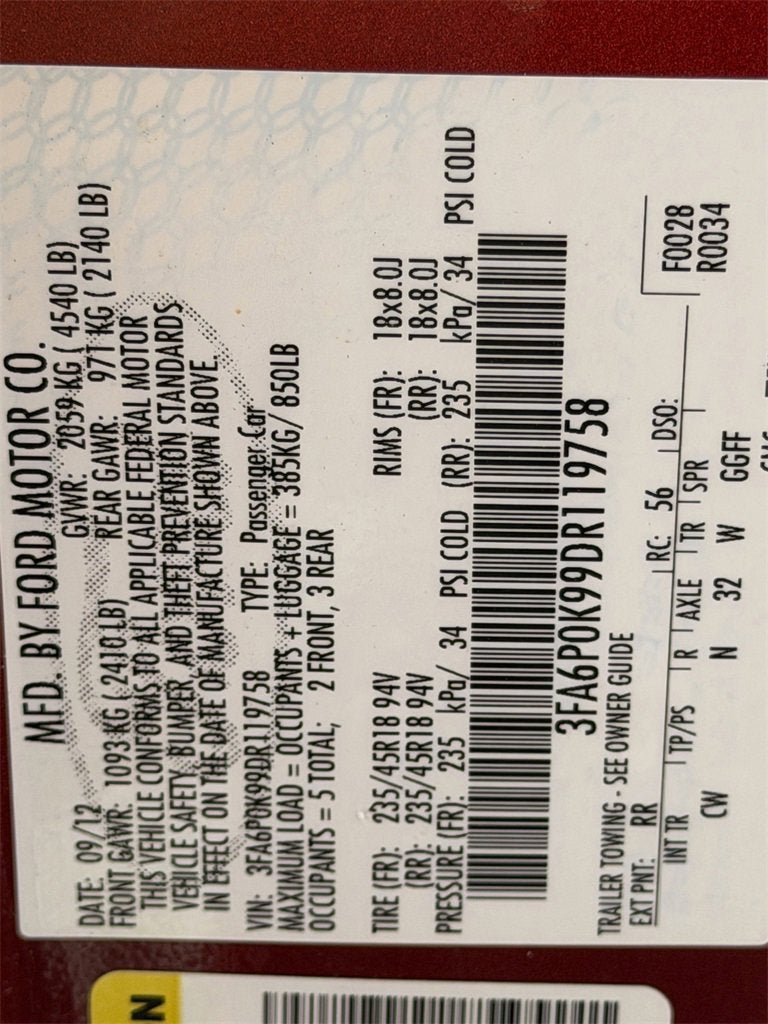 MFD. BY FORD MOTOR CO.
DATE: 09/12 GVWR: 2059 KG ( 4540 LB)
FRONT GAWR: 1093 KG ( 2410 LB) REAR GAWR: 971 KG ( 2140 LB)
THIS VEHICLE CONFORMS TO ALL APPLICABLE FEDERAL MOTOR
VEHICLE SAFETY, BUMPER, AND THEFT PREVENTION STANDARDS
IN EFFECT ON THE DATE OF MANUFACTURE SHOWN ABOVE.
VIN: 3FA6P0K99DR119758 TYPE: Passenger Car
MAXIMUM LOAD = OCCUPANTS + LUGGAGE = 385KG/ 850LB
OCCUPANTS = 5 TOTAL; 2 FRONT, 3 REAR
TIRE (FR): 235/45R18 94V RIMS (FR): 18x8.0J
(RR): 235/45R18 94V (RR): 18x8.0J
PRESSURE (FR): 235 kPa/ 34 PSI COLD (RR): 235 kPa/ 34 PSI COLD
3FA6P0K99DR119758
TRAILER TOWING - SEE OWNER GUIDE
EXT PNT: RR RC: 56 DSO: F0028
R0034
INT TR TP/PS R AXLE TR SPR
CW N 32 W GGFF
N